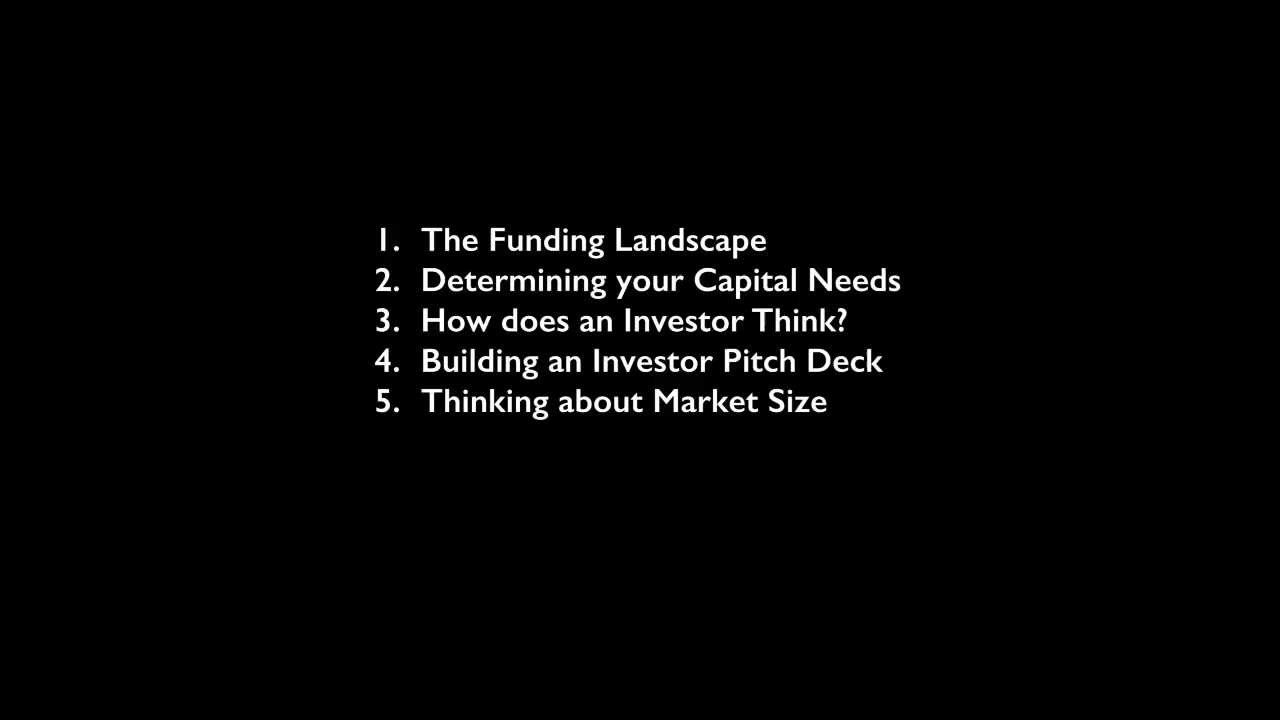 1. The Funding Landscape
2. Determining your Capital Needs
3. How does an Investor Think?
4. Building an Investor Pitch Deck
5. Thinking about Market Size